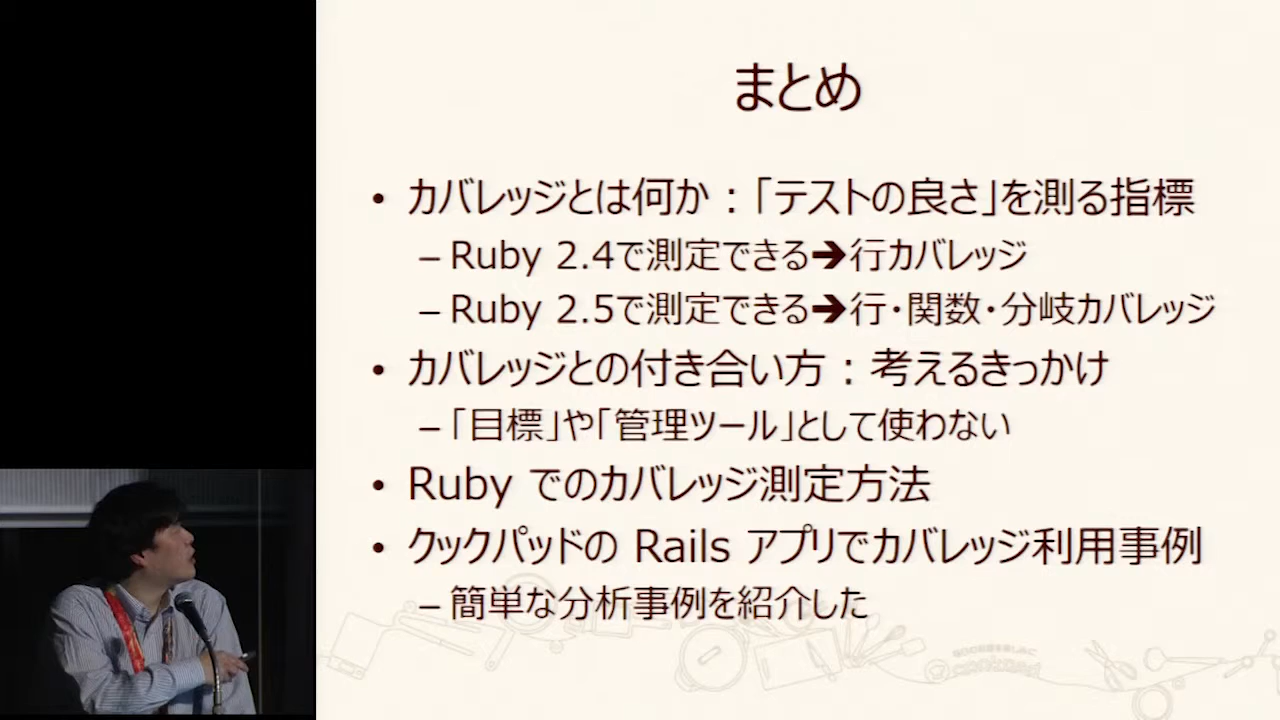 まとめ
• カバレッジとは何か：「テストの良さ」を測る指標
– Ruby 2.4で測定できる➔行カバレッジ
– Ruby 2.5で測定できる➔行・関数・分岐カバレッジ
• カバレッジとの付き合い方：考えるきっかけ
– 「目標」や「管理ツール」として使わない
• Ruby でのカバレッジ測定方法
• クックパッドの Rails アプリでカバレッジ利用事例
– 簡単な分析事例を紹介した